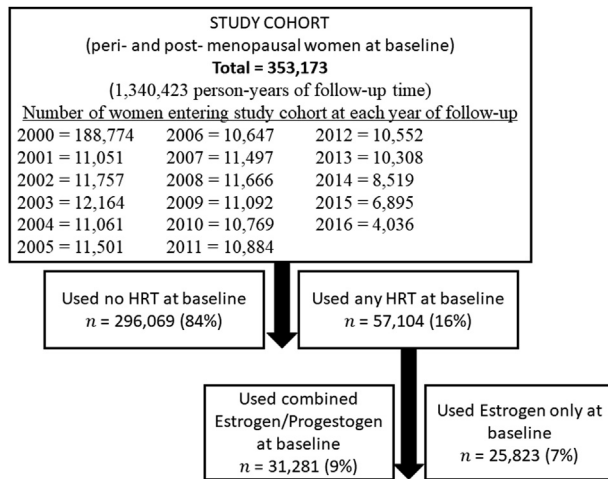 STUDY COHORT
(peri- and post- menopausal women at baseline)
Total = 353,173
(1,340,423 person-years of follow-up time)
Number of women entering study cohort at each year of follow-up
2000 = 188,774 2006 = 10,647 2012 = 10,552
2001 = 11,051 2007 = 11,497 2013 = 10,308
2002 = 11,757 2008 = 11,666 2014 = 8,519
2003 = 12,164 2009 = 11,092 2015 = 6,895
2004 = 11,061 2010 = 10,769 2016 = 4,036
2005 = 11,501 2011 = 10,884
Used no HRT at baseline
n = 296,069 (84%)
Used any HRT at baseline
n = 57,104 (16%)
Used combined
Estrogen/Progestogen
at baseline
n = 31,281 (9%)
Used Estrogen only at
baseline
n = 25,823 (7%)